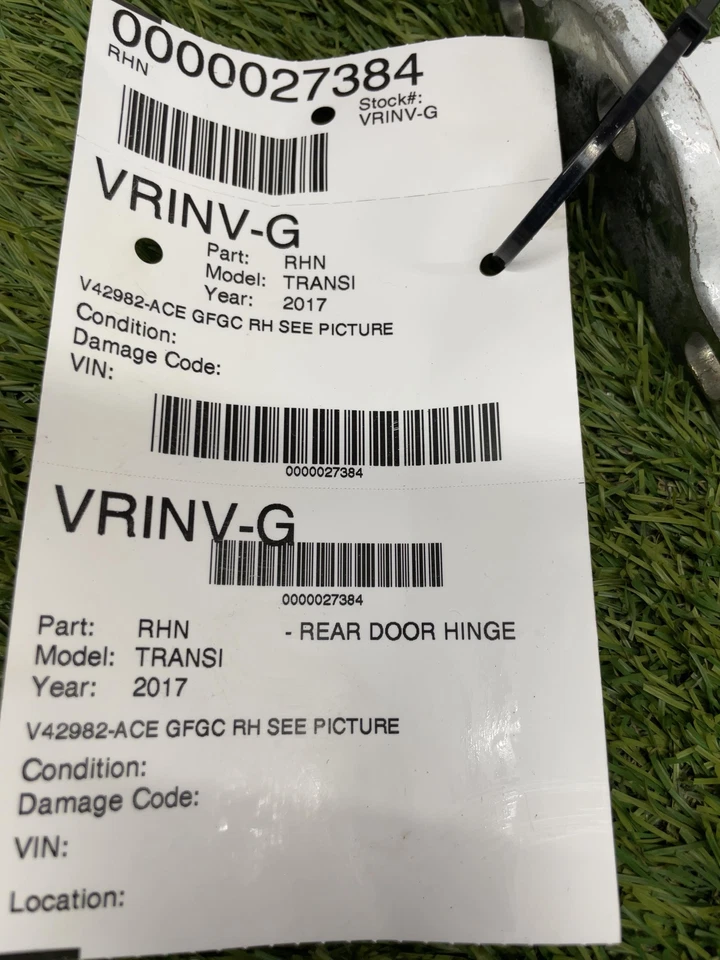 0000027384
RHN
Stock#:
VRINV-G
VRINV-G
Part: RHN
Model: TRANSI
Year: 2017
V42982-ACE GFGC RH SEE PICTURE
Condition:
Damage Code:
VIN:
0000027384
VRINV-G
0000027384
Part: RHN - REAR DOOR HINGE
Model: TRANSI
Year: 2017
V42982-ACE GFGC RH SEE PICTURE
Condition:
Damage Code:
VIN:
Location: